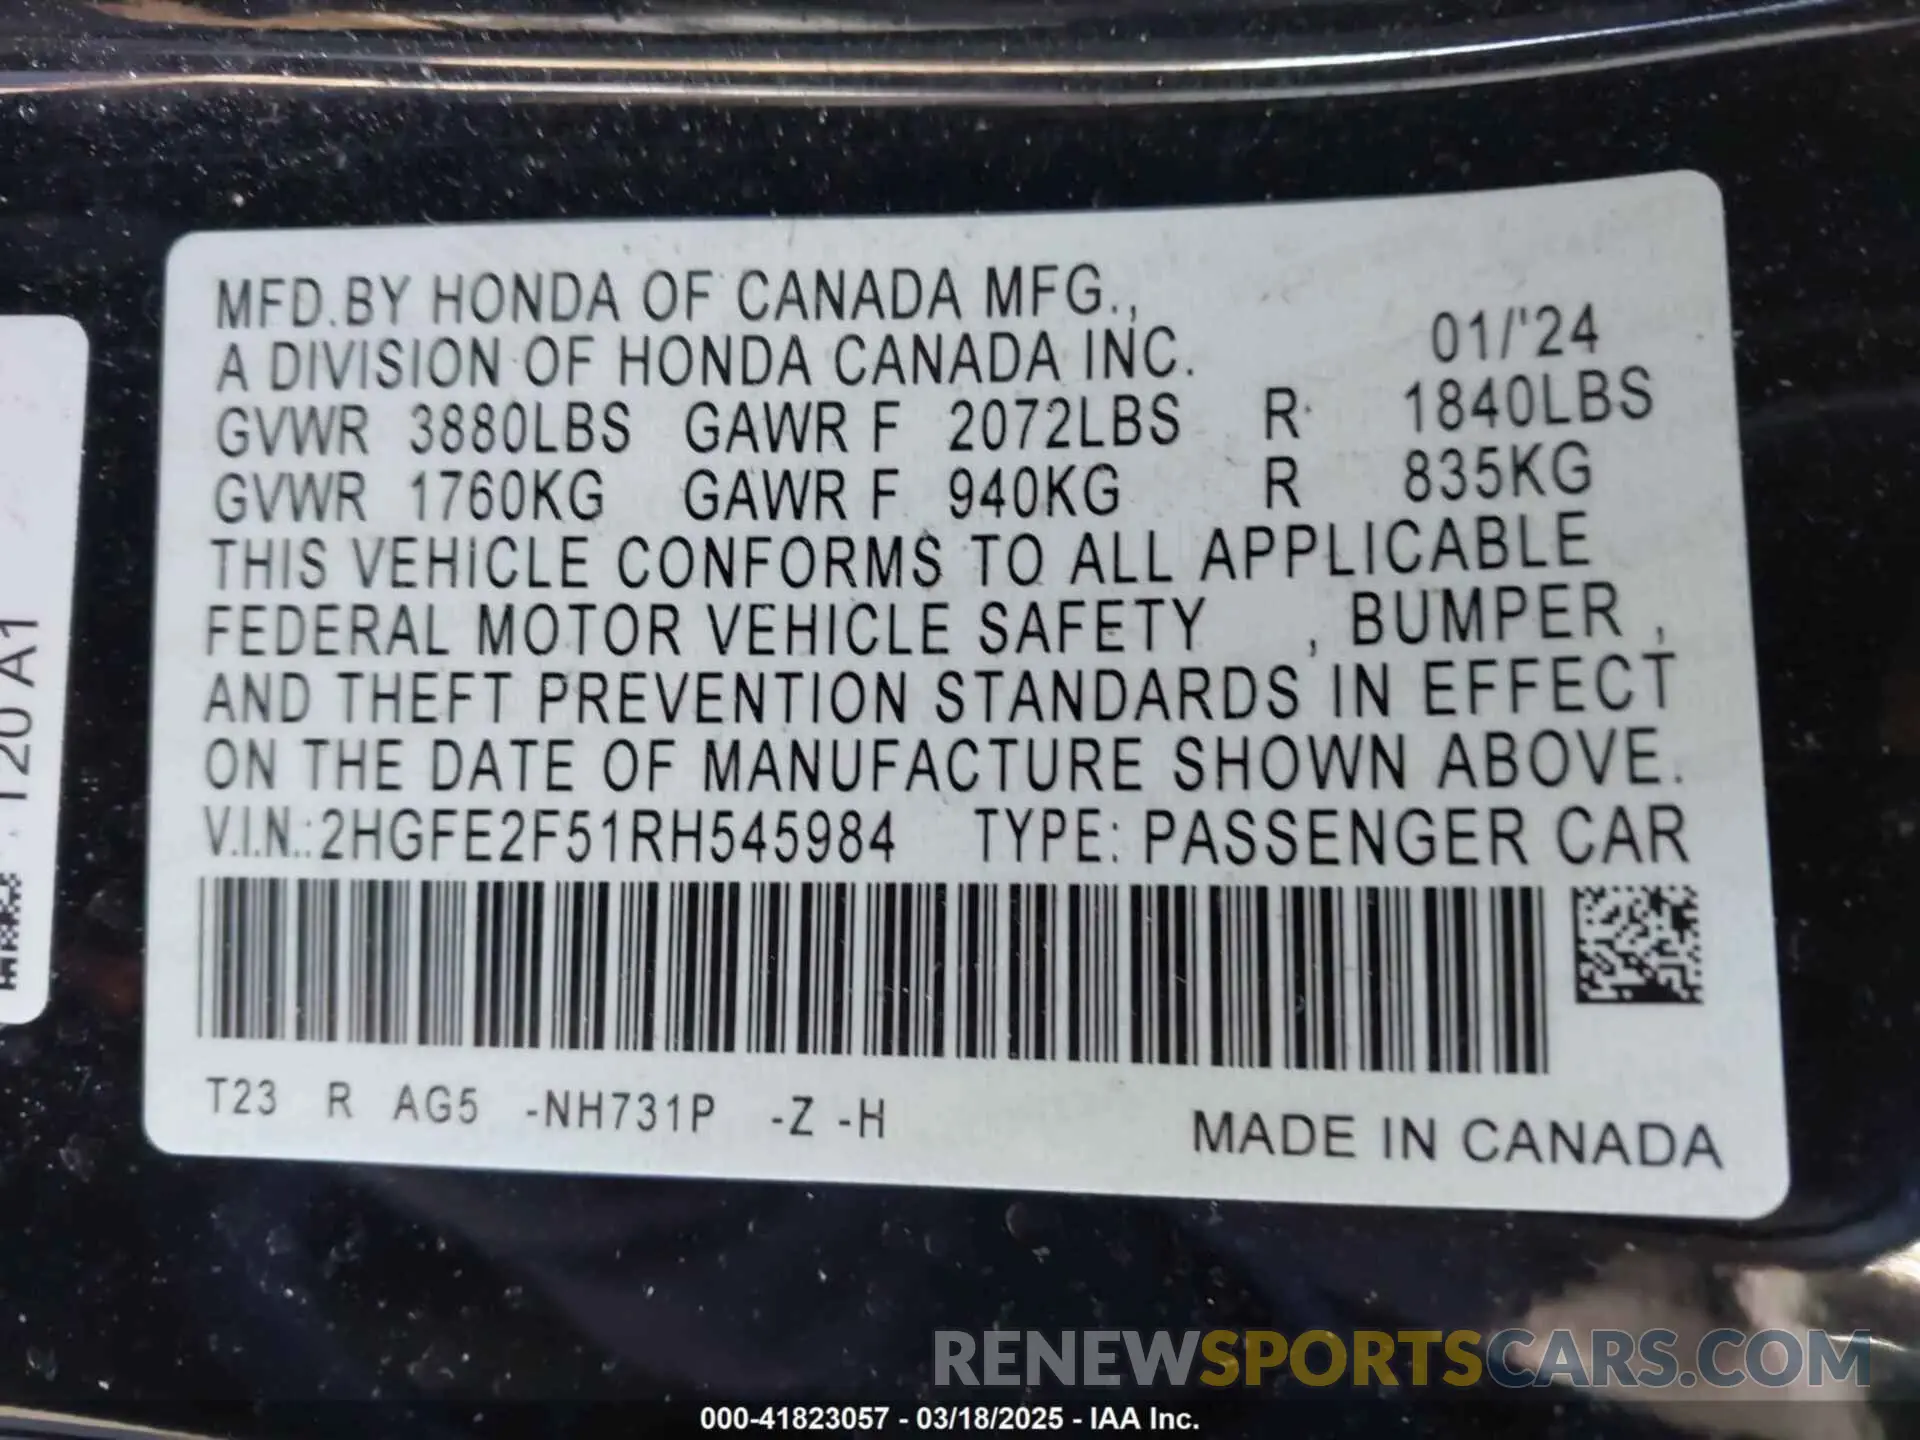 MFD.BY HONDA OF CANADA MFG.,
A DIVISION OF HONDA CANADA INC. 01/'24
GVWR 3880LBS GAWR F 2072LBS R 1840LBS
GVWR 1760KG GAWR F 940KG R 835KG
THIS VEHICLE CONFORMS TO ALL APPLICABLE
FEDERAL MOTOR VEHICLE SAFETY , BUMPER ,
AND THEFT PREVENTION STANDARDS IN EFFECT
ON THE DATE OF MANUFACTURE SHOWN ABOVE.
V.I.N.:2HGFE2F51RH545984 TYPE: PASSENGER CAR
T23 R AG5 -NH731P -Z -H
MADE IN CANADA
120 A1
RENEWSPORTSCARS.COM
000-41823057 - 03/18/2025 - IAA Inc.